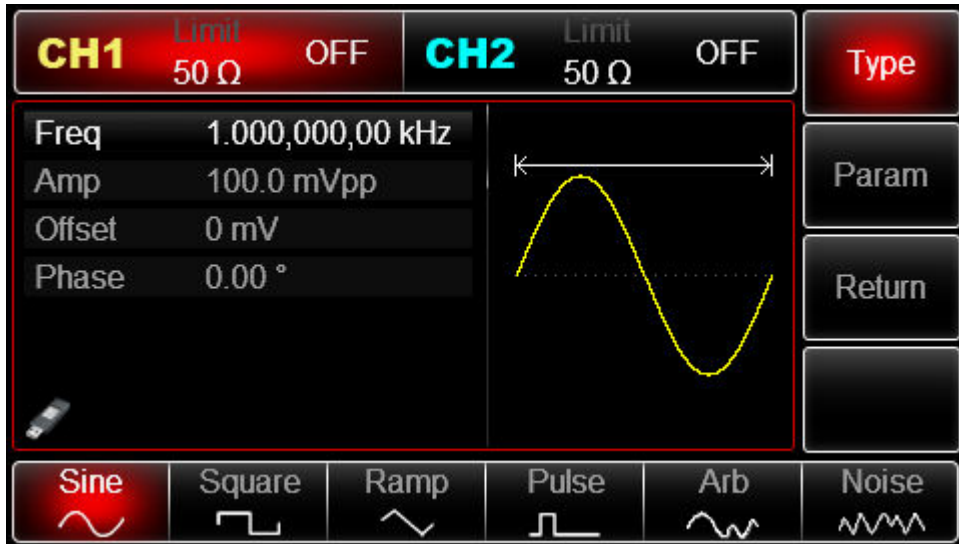 CH1 Limit 50 Ω OFF
CH2 Limit 50 Ω OFF
Type
Freq 1.000,000,00 kHz
Amp 100.0 mVpp
Offset 0 mV
Phase 0.00 °
Param
Return
Sine
Square
Ramp
Pulse
Arb
Noise